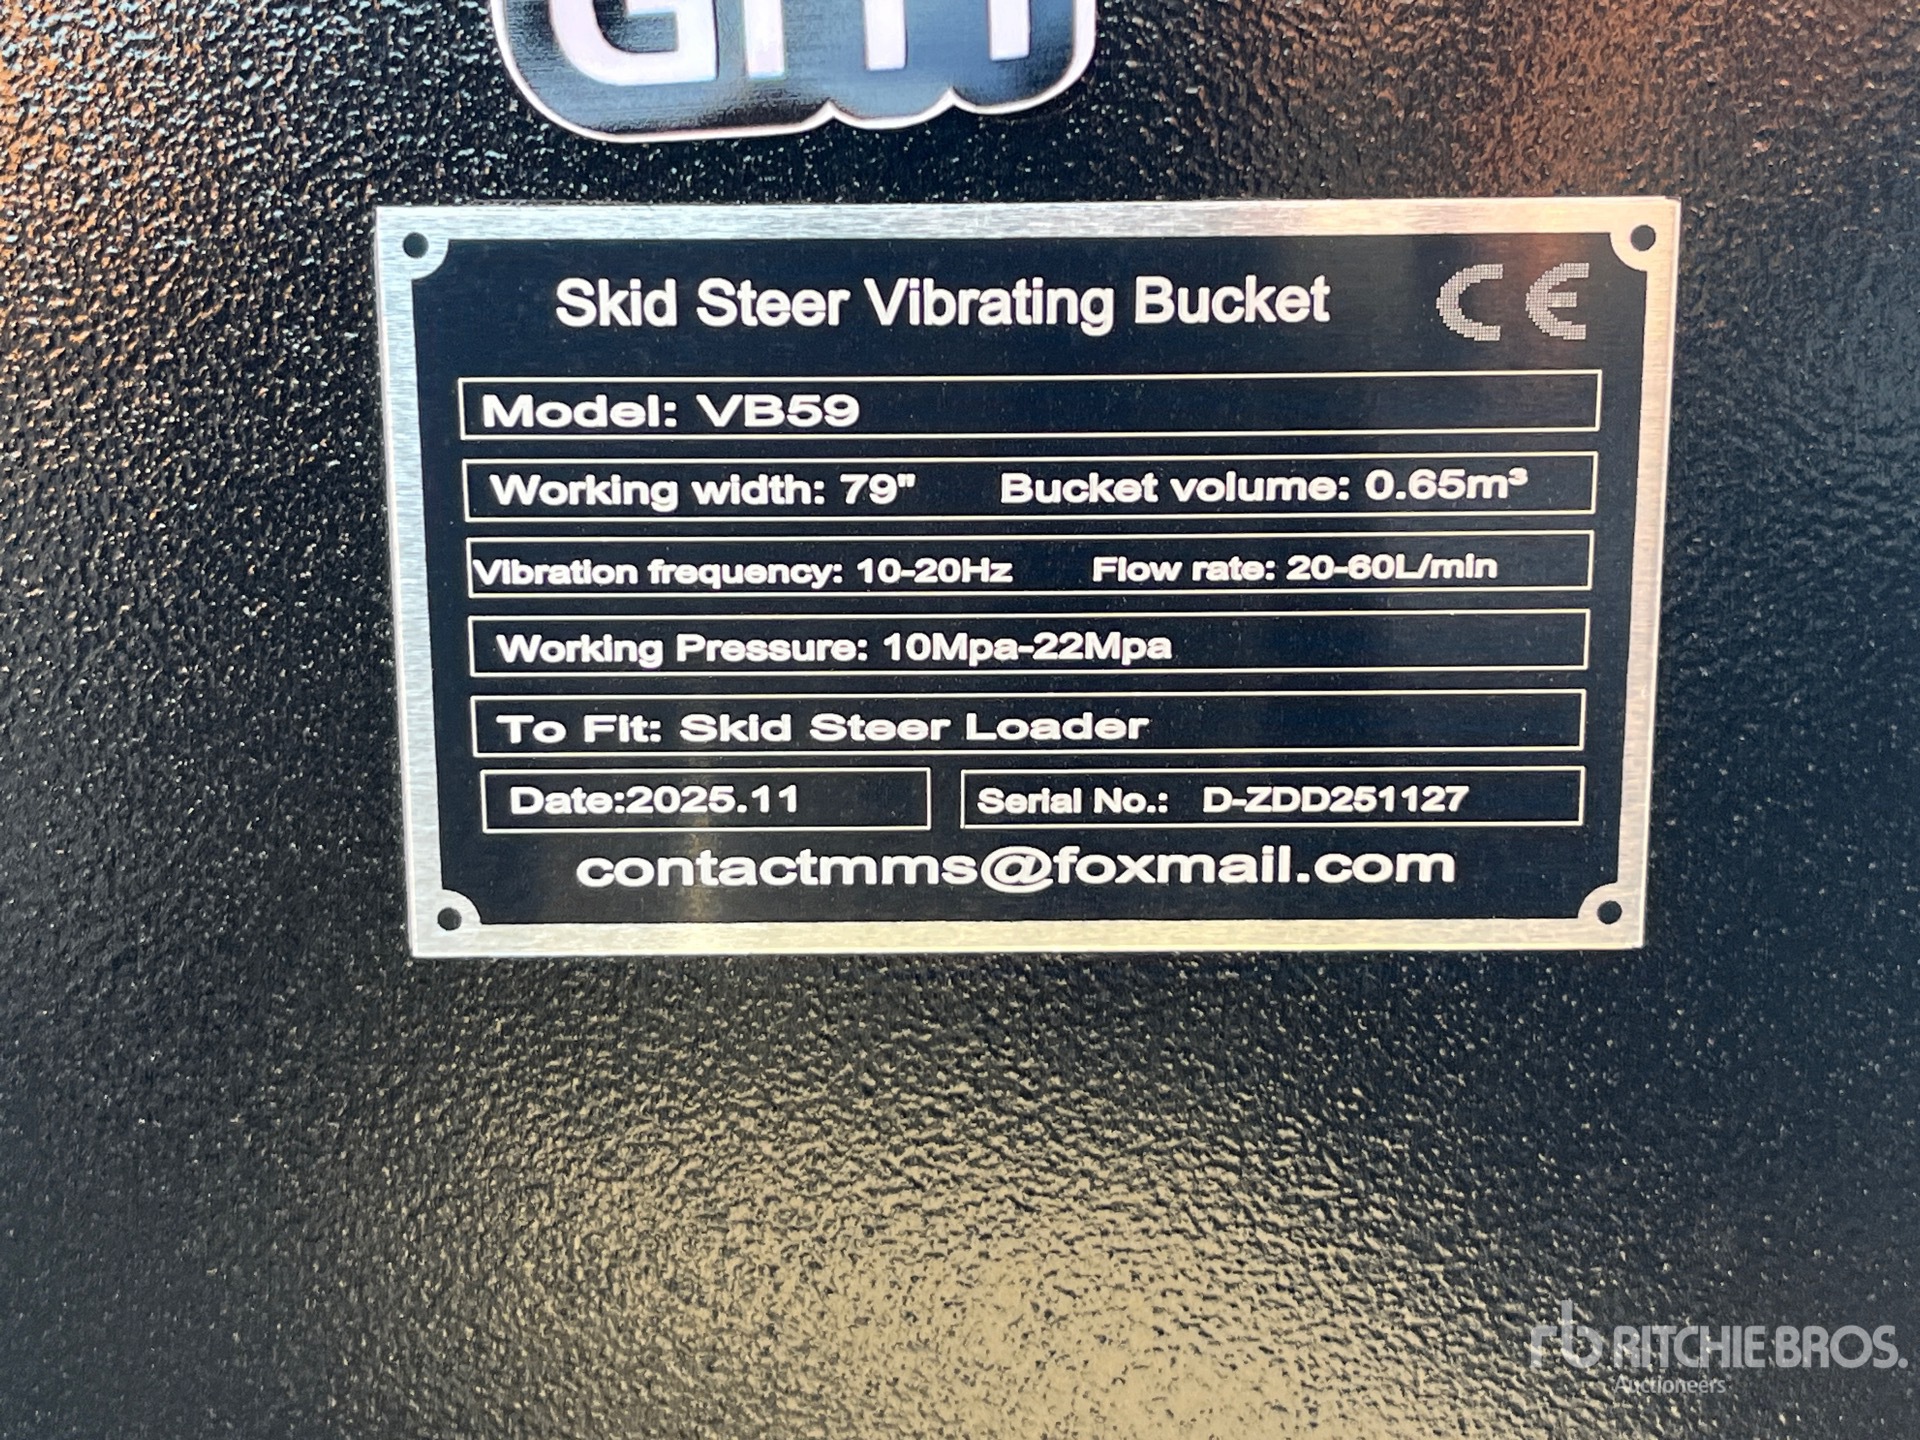 Skid Steer Vibrating Bucket CE
Model: VB59
Working width: 79" Bucket volume: 0.65m³
Vibration frequency: 10-20Hz Flow rate: 20-60L/min
Working Pressure: 10Mpa-22Mpa
To Fit: Skid Steer Loader
Date:2025.11 Serial No.: D-ZDD251127
contactmms@foxmail.com
rb RITCHIE BROS.
Auctioneers